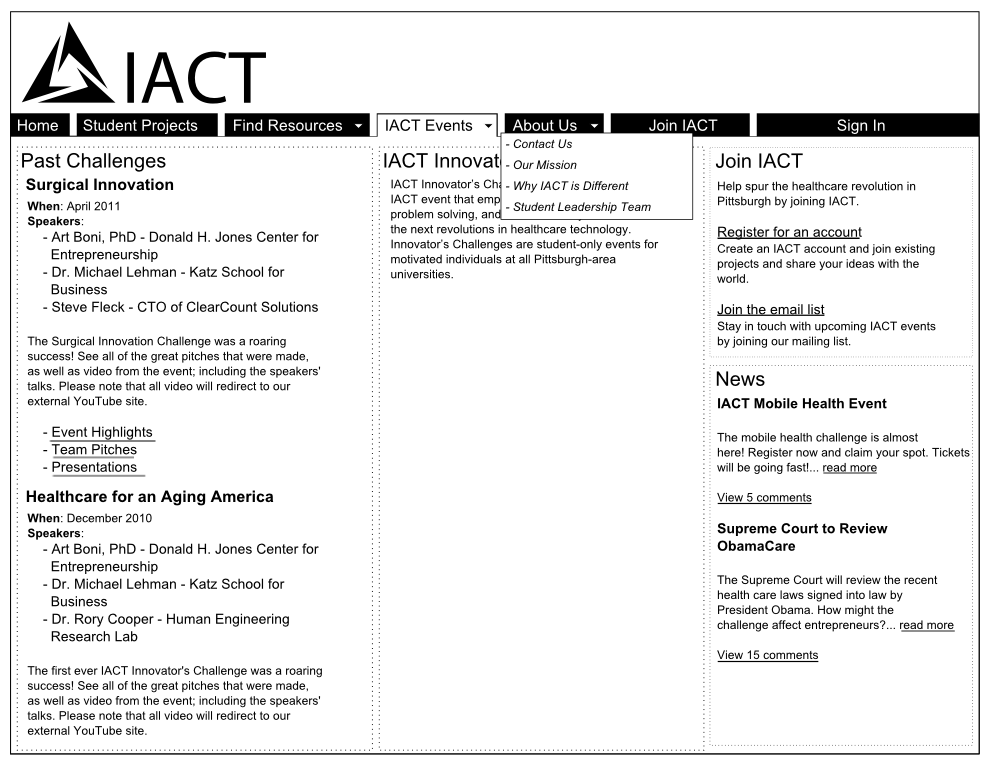 IACT
Home
Student Projects
Find Resources
IACT Events
About Us
Join IACT
Sign In
- Contact Us
- Our Mission
- Why IACT is Different
- Student Leadership Team
Past Challenges
Surgical Innovation
When: April 2011
Speakers:
- Art Boni, PhD - Donald H. Jones Center for
Entrepreneurship
- Dr. Michael Lehman - Katz School for
Business
- Steve Fleck - CTO of ClearCount Solutions
The Surgical Innovation Challenge was a roaring
success! See all of the great pitches that were made,
as well as video from the event; including the speakers'
talks. Please note that all video will redirect to our
external YouTube site.
- Event Highlights
- Team Pitches
- Presentations
Healthcare for an Aging America
When: December 2010
Speakers:
- Art Boni, PhD - Donald H. Jones Center for
Entrepreneurship
- Dr. Michael Lehman - Katz School for
Business
- Dr. Rory Cooper - Human Engineering
Research Lab
The first ever IACT Innovator's Challenge was a roaring
success! See all of the great pitches that were made,
as well as video from the event; including the speakers'
talks. Please note that all video will redirect to our
external YouTube site.
IACT
IACT Innovator's
IACT event that
problem solving, and
the next revolutions in healthcare technology.
Innovator's Challenges are student-only events for
motivated individuals at all Pittsburgh-area
universities.
Join IACT
Help spur the healthcare revolution in
Pittsburgh by joining IACT.
Register for an account
Create an IACT account and join existing
projects and share your ideas with the
world.
Join the email list
Stay in touch with upcoming IACT events
by joining our mailing list.
News
IACT Mobile Health Event
The mobile health challenge is almost
here! Register now and claim your spot. Tickets
will be going fast!... read more
View 5 comments
Supreme Court to Review
ObamaCare
The Supreme Court will review the recent
health care laws signed into law by
President Obama. How might the
challenge affect entrepreneurs?... read more
View 15 comments